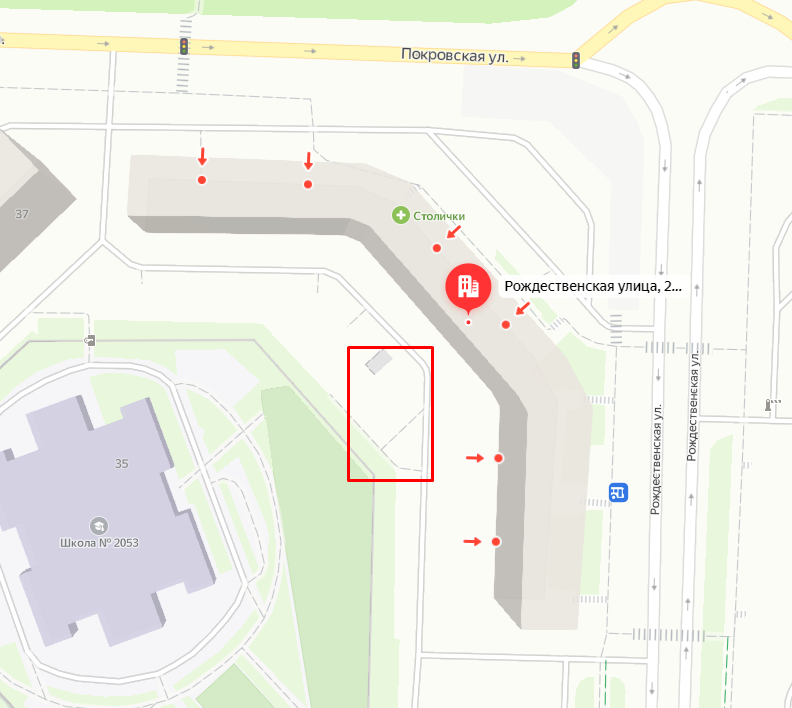 Покровская ул.
37
Столички
Рождественская улица, 2...
Рождественская ул.
Рождественская ул.
35
Школа № 2053